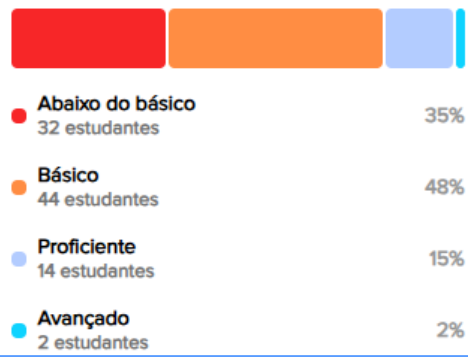 Abaixo do básico
32 estudantes
35%
Básico
44 estudantes
48%
Proficiente
14 estudantes
15%
Avançado
2 estudantes
2%